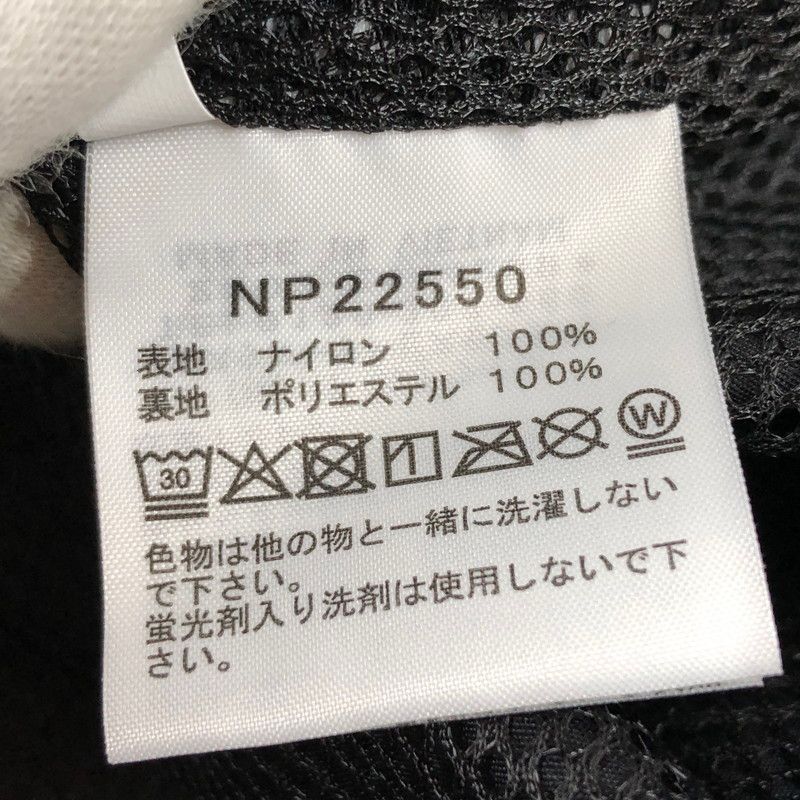 NP22550
表地 ナイロン 100%
裏地 ポリエステル 100%
30 W
色物は他の物と一緒に洗濯しない
で下さい。
蛍光剤入り洗剤は使用しないで下
さい。